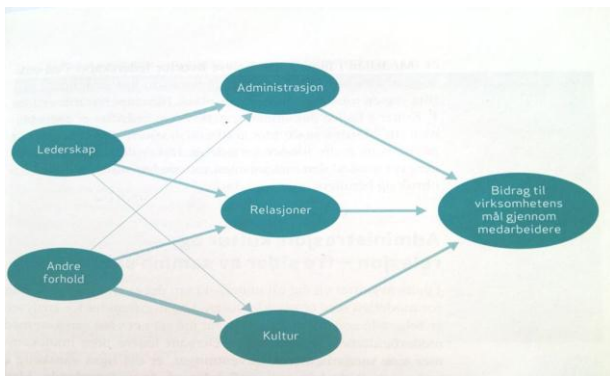 Administrasjon
Lederskap
Relasjoner
Bidrag til
virksomhetens
mål gjennom
medarbeidere
Andre
forhold
Kultur